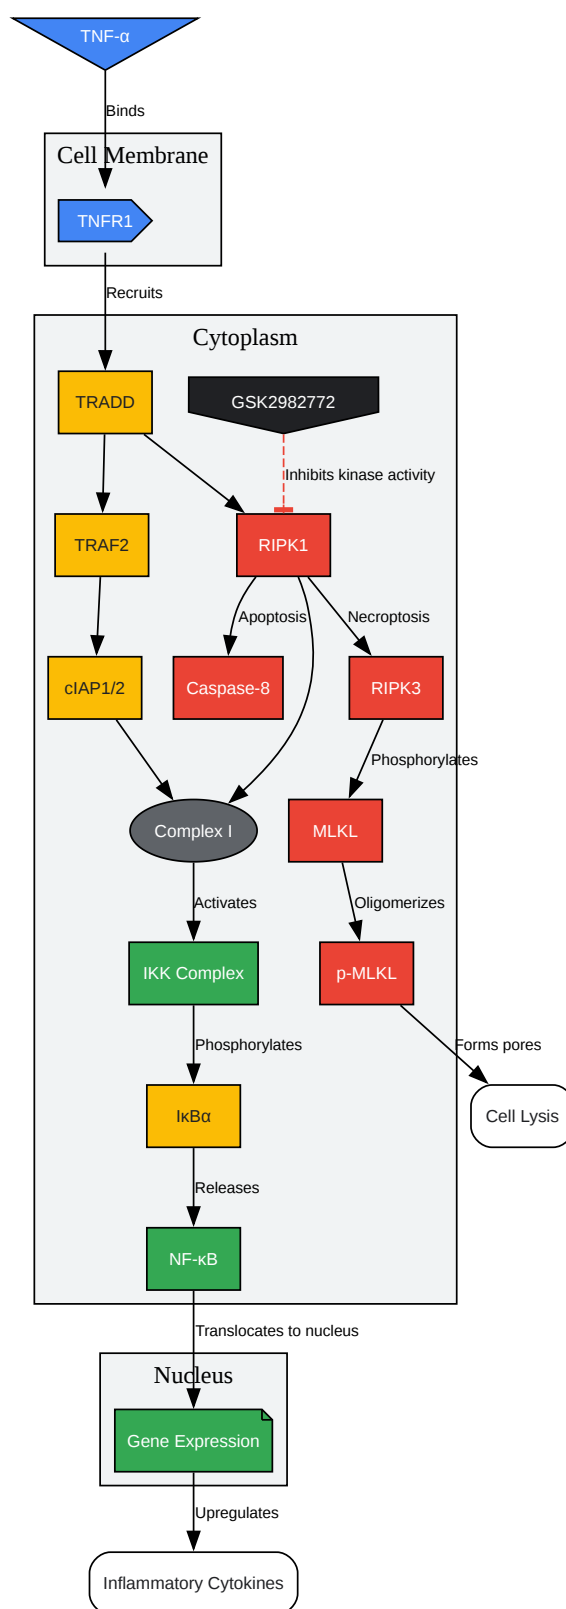 TNF-α
Binds
Cell Membrane
TNFR1
Recruits
Cytoplasm
TRADD
GSK2982772
Inhibits kinase activity
TRAF2
RIPK1
Apoptosis
Necroptosis
cIAP1/2
Caspase-8
RIPK3
Phosphorylates
Complex I
MLKL
Activates
Oligomerizes
IKK Complex
p-MLKL
Phosphorylates
Forms pores
IκBα
Cell Lysis
Releases
NF-κB
Translocates to nucleus
Nucleus
Gene Expression
Upregulates
Inflammatory Cytokines